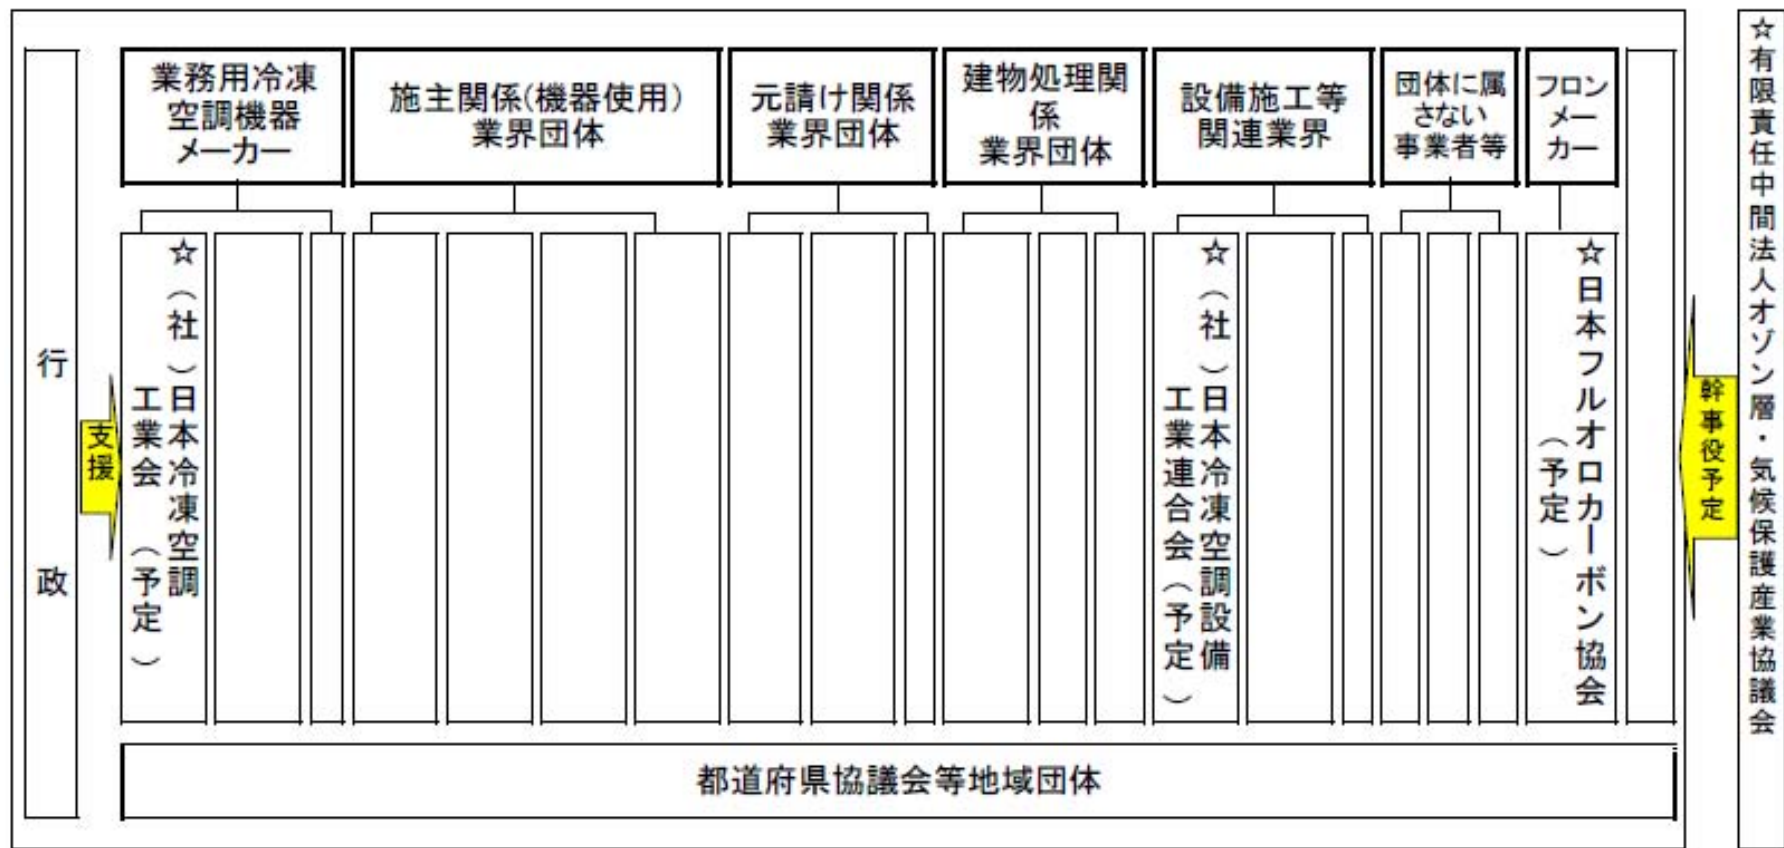 行政
支援
業務用冷凍
空調機器
メーカー
施主関係(機器使用)
業界団体
元請け関係
業界団体
建物処理関
係
業界団体
設備施工等
関連業界
団体に属
さない
事業者等
フロン
メー
カー
☆(社)日本冷凍空調
工業会 (予定)
☆(社)日本冷凍空調設備
工業連合会(予定)
☆日本フルオロカーボン協会
(予定)
都道府県協議会等地域団体
幹事役予定
☆有限責任中間法人オゾン層・気候保護産業協議会